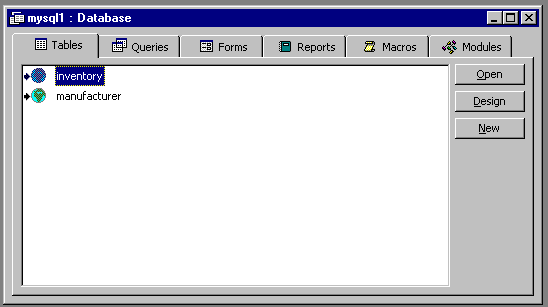 mysql1 : Database
Tables Queries Forms Reports Macros Modules
inventory
manufacturer
Open
Design
New